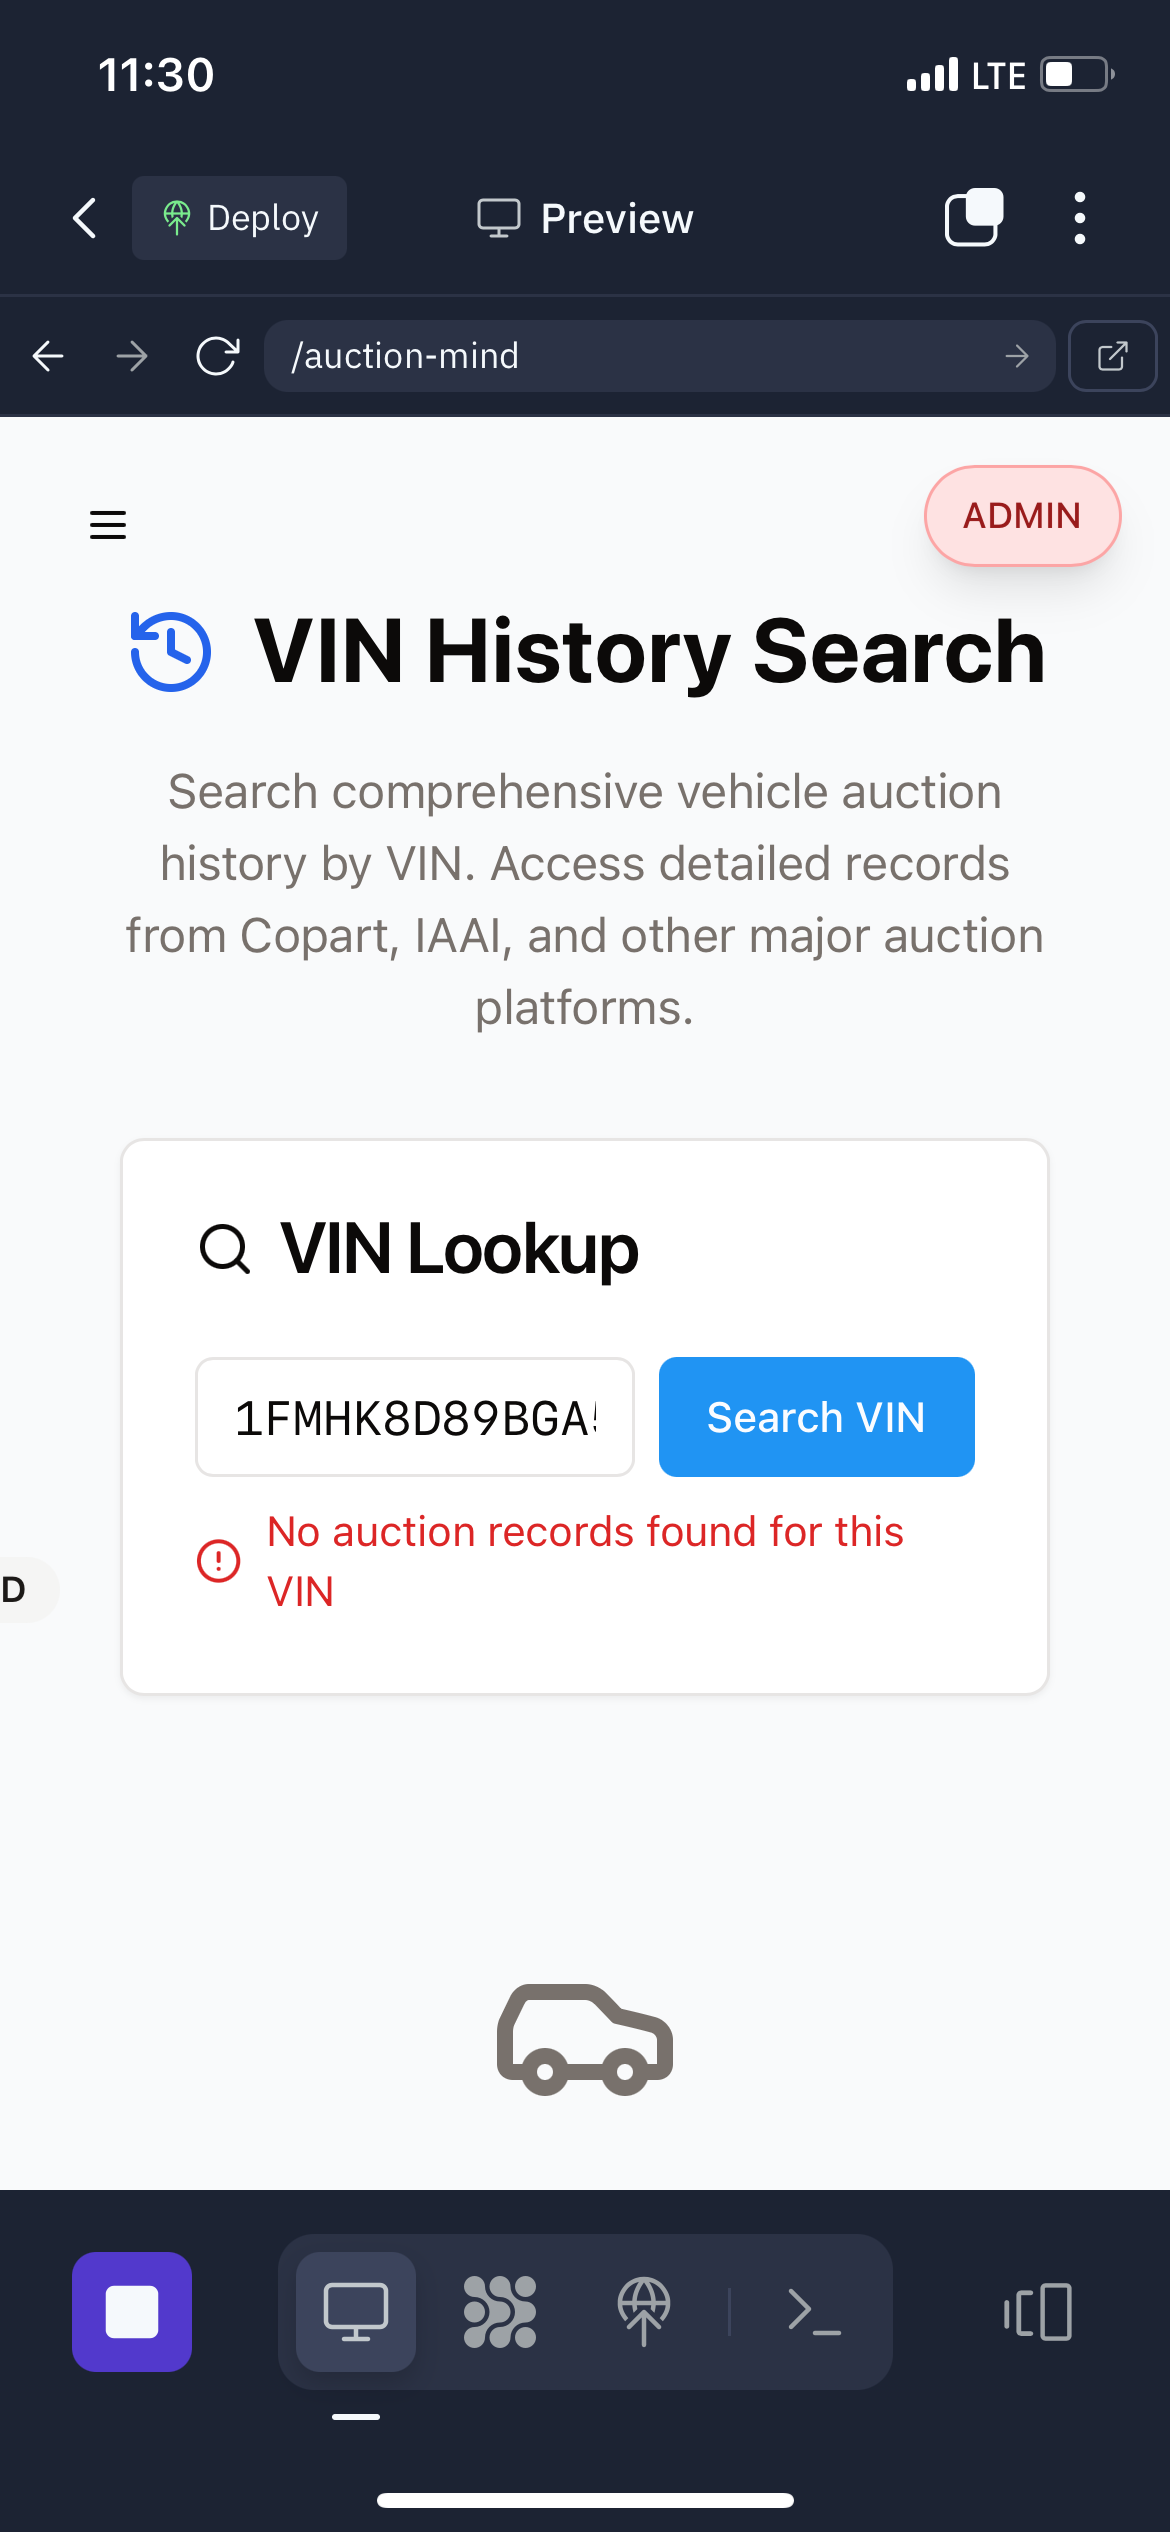 11:30
LTE
Deploy
Preview
/auction-mind
ADMIN
VIN History Search
Search comprehensive vehicle auction
history by VIN. Access detailed records
from Copart, IAAI, and other major auction
platforms.
VIN Lookup
1FMHK8D89BGA
Search VIN
No auction records found for this
VIN
D